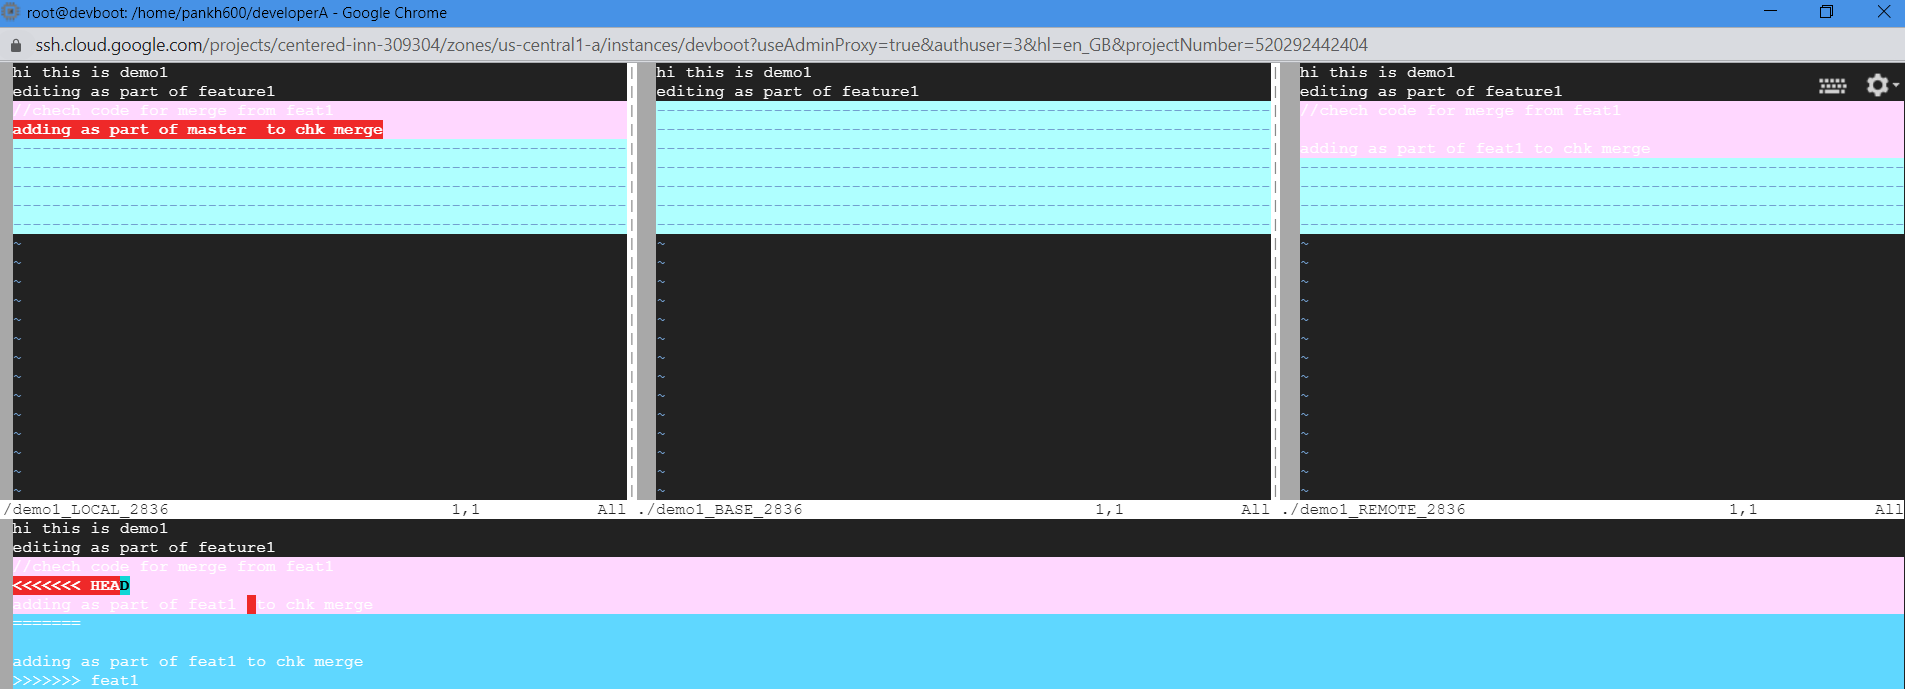 root@devboot: /home/pankh600/developerA - Google Chrome
ssh.cloud.google.com/projects/centered-inn-309304/zones/us-central1-a/instances/devboot?useAdminProxy=true&authuser=3&hl=en_GB&projectNumber=520292442404
hi this is demo1
editing as part of feature1
//chech code for merge from feat1
adding as part of master  to chk merge
~
~
~
~
~
~
~
~
~
~
~
~
~
~
/demo1_LOCAL_2836 1,1 All
hi this is demo1
editing as part of feature1
~
~
~
~
~
~
~
~
~
~
~
~
~
~
./demo1_BASE_2836 1,1 All
hi this is demo1
editing as part of feature1
//chech code for merge from feat1
adding as part of feat1 to chk merge
~
~
~
~
~
~
~
~
~
~
~
~
~
~
./demo1_REMOTE_2836 1,1 All
hi this is demo1
editing as part of feature1
//chech code for merge from feat1
<<<<<<< HEAD
adding as part of feat1  to chk merge
=======
adding as part of feat1 to chk merge
>>>>>>> feat1